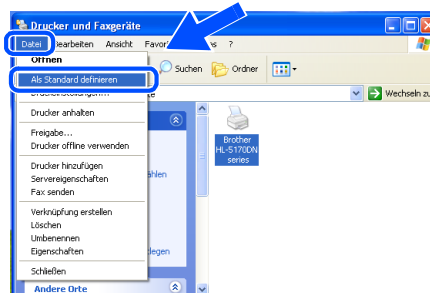 Drucker und Faxgeräte
Datei Bearbeiten Ansicht ?
Suchen Ordner
Wechseln zu
Öffnen
Als Standard definieren
Druckeinstellungen...
Drucker anhalten
Freigabe...
Drucker offline verwenden
Drucker hinzufügen
Servereigenschaften
Fax senden
Verknüpfung erstellen
Löschen
Umbenennen
Eigenschaften
Schließen
Andere Orte
Brother
HL-5170DN
series